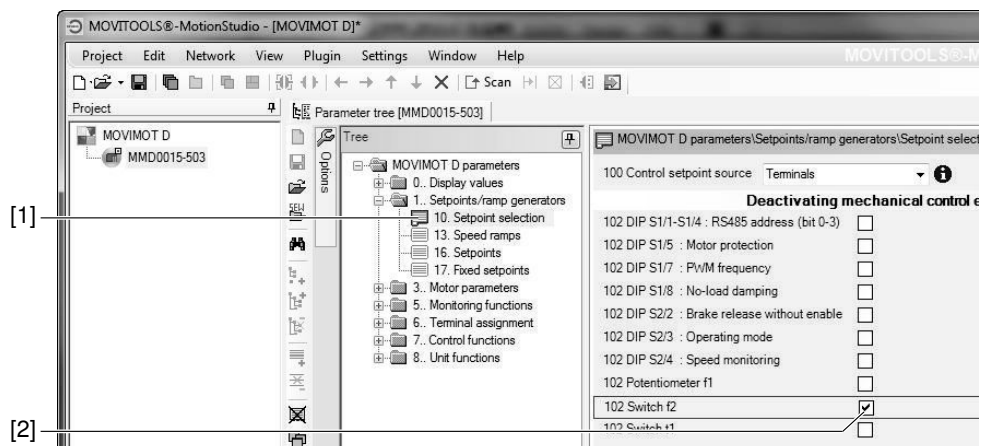 MOVITOOLS®-MotionStudio - [MOVIMOT D]*
Project Edit Network View Plugin Settings Window Help
MOVITOOLS®-M
Scan
Project
Parameter tree [MMD0015-503]
MOVIMOT D
MMD0015-503
Options
Tree
MOVIMOT D parameters
0.. Display values
1.. Setpoints/ramp generators
10. Setpoint selection
13. Speed ramps
16. Setpoints
17. Fixed setpoints
3.. Motor parameters
5.. Monitoring functions
6.. Terminal assignment
7.. Control functions
8.. Unit functions
MOVIMOT D parameters\Setpoints/ramp generators\Setpoint select
100 Control setpoint source Terminals
Deactivating mechanical control e
102 DIP S1/1-S1/4 : RS485 address (bit 0-3)
102 DIP S1/5 : Motor protection
102 DIP S1/7 : PWM frequency
102 DIP S1/8 : No-load damping
102 DIP S2/2 : Brake release without enable
102 DIP S2/3 : Operating mode
102 DIP S2/4 : Speed monitoring
102 Potentiometer f1
102 Switch f2
102 Switch t1
[1]
[2]